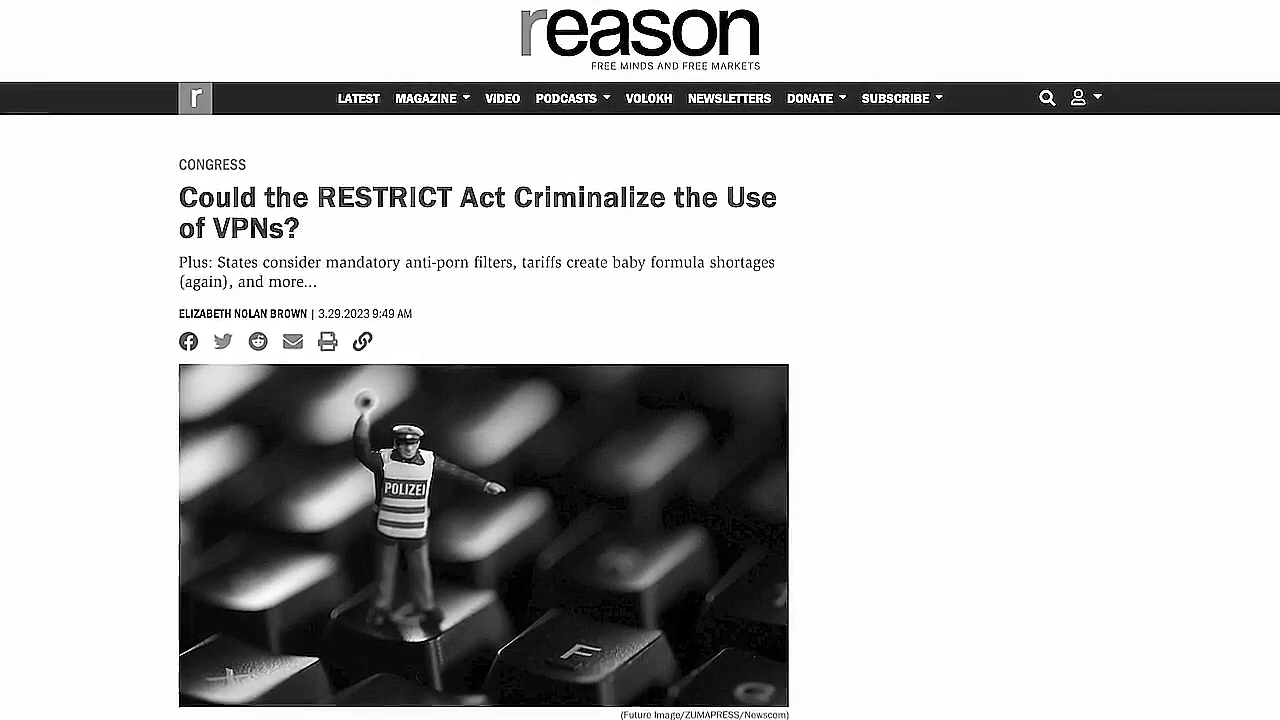 reason
FREE MINDS AND FREE MARKETS
r LATEST MAGAZINE VIDEO PODCASTS VOLOKH NEWSLETTERS DONATE SUBSCRIBE
CONGRESS
Could the RESTRICT Act Criminalize the Use
of VPNs?
Plus: States consider mandatory anti-porn filters, tariffs create baby formula shortages
(again), and more...
ELIZABETH NOLAN BROWN | 3.29.2023 9:49 AM
POLIZEI
F
(Future Image/ZUMAPRESS/Newscom)